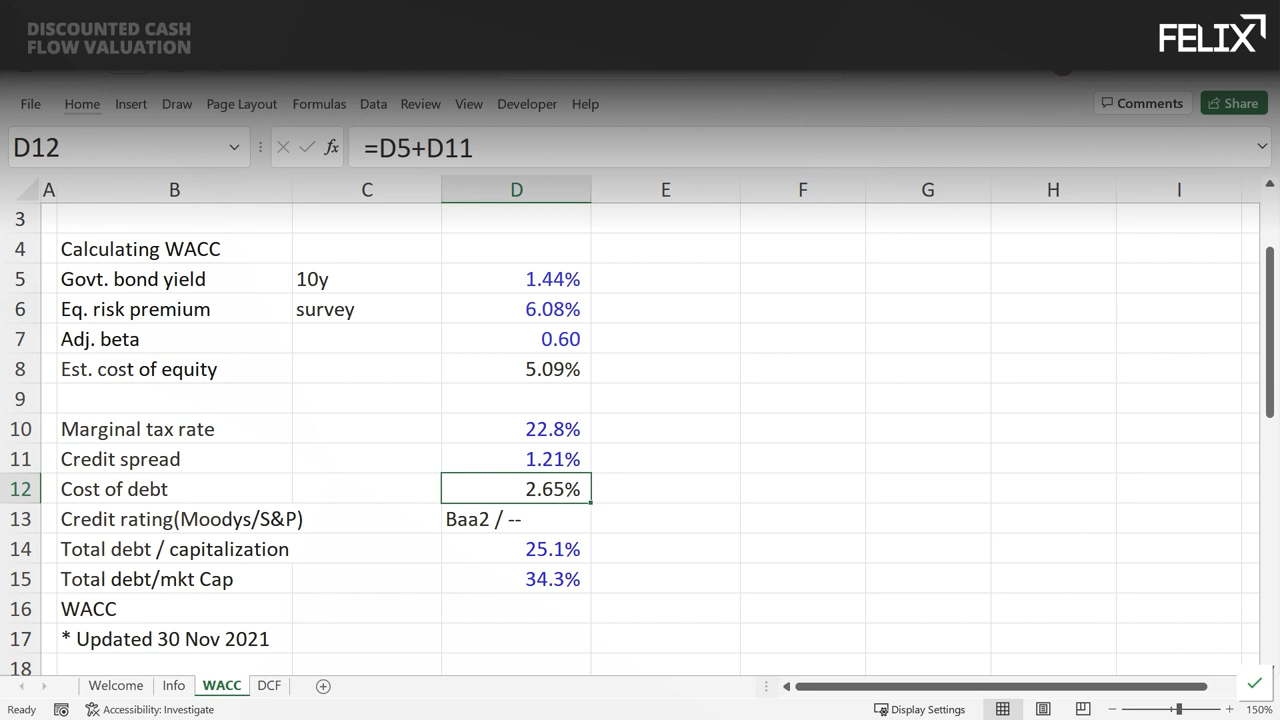 DISCOUNTED CASH
FLOW VALUATION
FELIX
File Home Insert Draw Page Layout Formulas Data Review View Developer Help Comments Share
D12 fx =D5+D11
A B C D E F G H I
3
4 Calculating WACC
5 Govt. bond yield 10y 1.44%
6 Eq. risk premium survey 6.08%
7 Adj. beta 0.60
8 Est. cost of equity 5.09%
9
10 Marginal tax rate 22.8%
11 Credit spread 1.21%
12 Cost of debt 2.65%
13 Credit rating(Moodys/S&P) Baa2 / --
14 Total debt / capitalization 25.1%
15 Total debt/mkt Cap 34.3%
16 WACC
17 * Updated 30 Nov 2021
18
Welcome Info WACC DCF
Ready Accessibility: Investigate Display Settings 150%